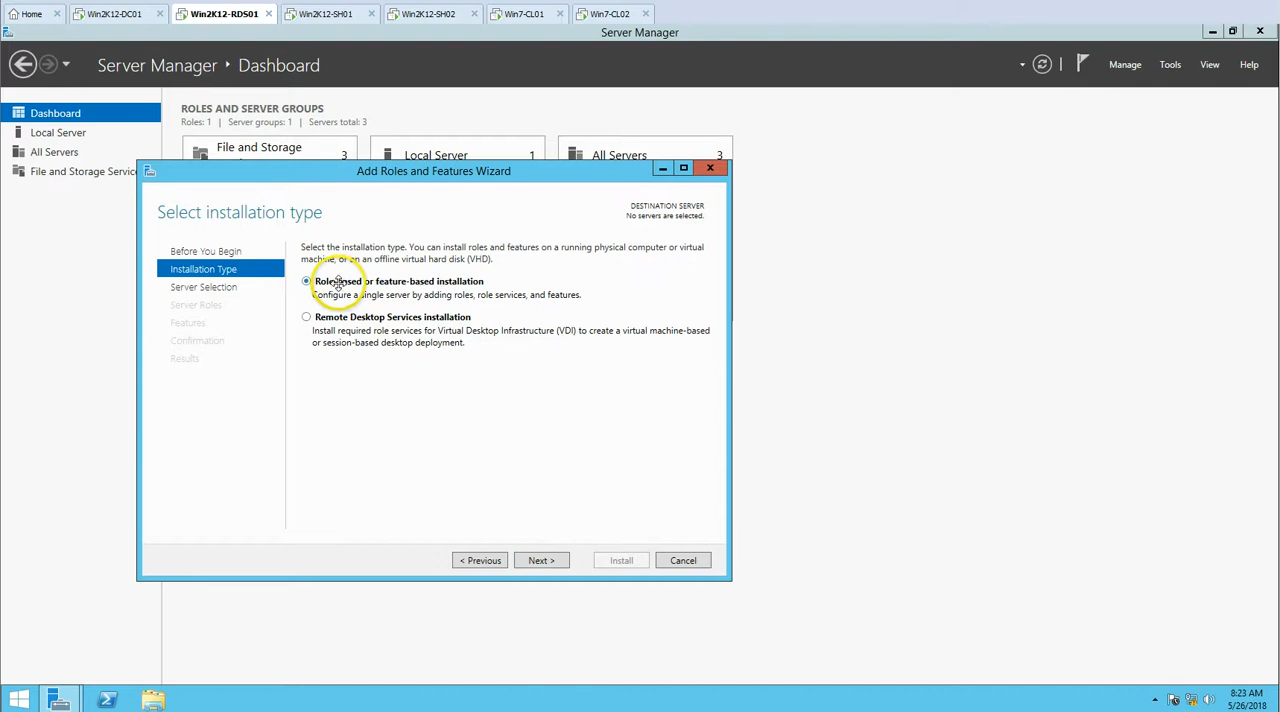 Home
Win2K12-DC01
Win2K12-RDS01
Win2K12-SH01
Win2K12-SH02
Win7-CL01
Win7-CL02
Server Manager
Server Manager
Dashboard
Manage
Tools
View
Help
Dashboard
Local Server
All Servers
File and Storage Servic
ROLES AND SERVER GROUPS
Roles: 1 | Server groups: 1 | Servers total: 3
File and Storage
3
Local Server
1
All Servers
3
Add Roles and Features Wizard
Select installation type
DESTINATION SERVER
No servers are selected.
Before You Begin
Installation Type
Server Selection
Server Roles
Features
Confirmation
Results
Select the installation type. You can install roles and features on a running physical computer or virtual
machine, or on an offline virtual hard disk (VHD).
Role-based or feature-based installation
Configure a single server by adding roles, role services, and features.
Remote Desktop Services installation
Install required role services for Virtual Desktop Infrastructure (VDI) to create a virtual machine-based
or session-based desktop deployment.
< Previous
Next >
Install
Cancel
8:23 AM
5/26/2018